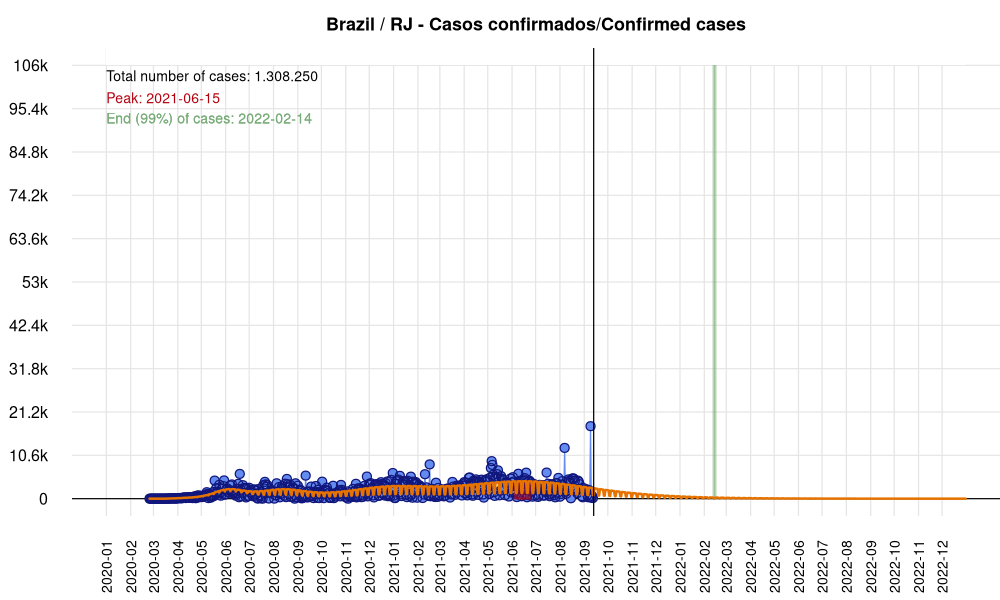 Brazil / RJ - Casos confirmados/Confirmed cases
Total number of cases: 1.308.250
Peak: 2021-06-15
End (99%) of cases: 2022-02-14
106k
95.4k
84.8k
74.2k
63.6k
53k
42.4k
31.8k
21.2k
10.6k
0
2020-01
2020-02
2020-03
2020-04
2020-05
2020-06
2020-07
2020-08
2020-09
2020-10
2020-11
2020-12
2021-01
2021-02
2021-03
2021-04
2021-05
2021-06
2021-07
2021-08
2021-09
2021-10
2021-11
2021-12
2022-01
2022-02
2022-03
2022-04
2022-05
2022-06
2022-07
2022-08
2022-09
2022-10
2022-11
2022-12